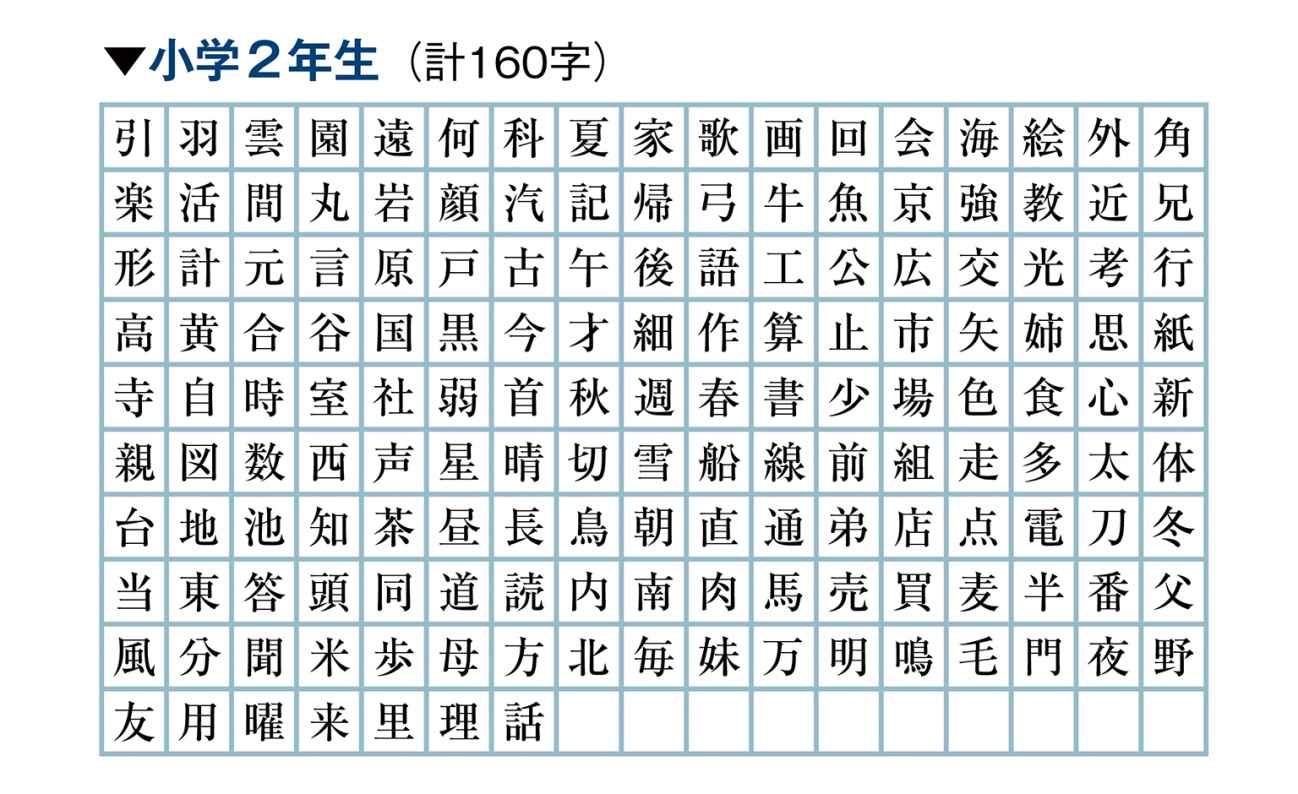 ▼小学2年生（計160字）
引 羽 雲 園 遠 何 科 夏 家 歌 画 回 会 海 絵 外 角
楽 活 間 丸 岩 顔 汽 記 帰 弓 牛 魚 京 強 教 近 兄
形 計 元 言 原 戸 古 午 後 語 工 公 広 交 光 考 行
高 黄 合 谷 国 黒 今 才 細 作 算 止 市 矢 姉 思 紙
寺 自 時 室 社 弱 首 秋 週 春 書 少 場 色 食 心 新
親 図 数 西 声 星 晴 切 雪 船 線 前 組 走 多 太 体
台 地 池 知 茶 昼 長 鳥 朝 直 通 弟 店 点 電 刀 冬
当 東 答 頭 同 道 読 内 南 肉 馬 売 買 麦 半 番 父
風 分 聞 米 歩 母 方 北 毎 妹 万 明 鳴 毛 門 夜 野
友 用 曜 来 里 理 話